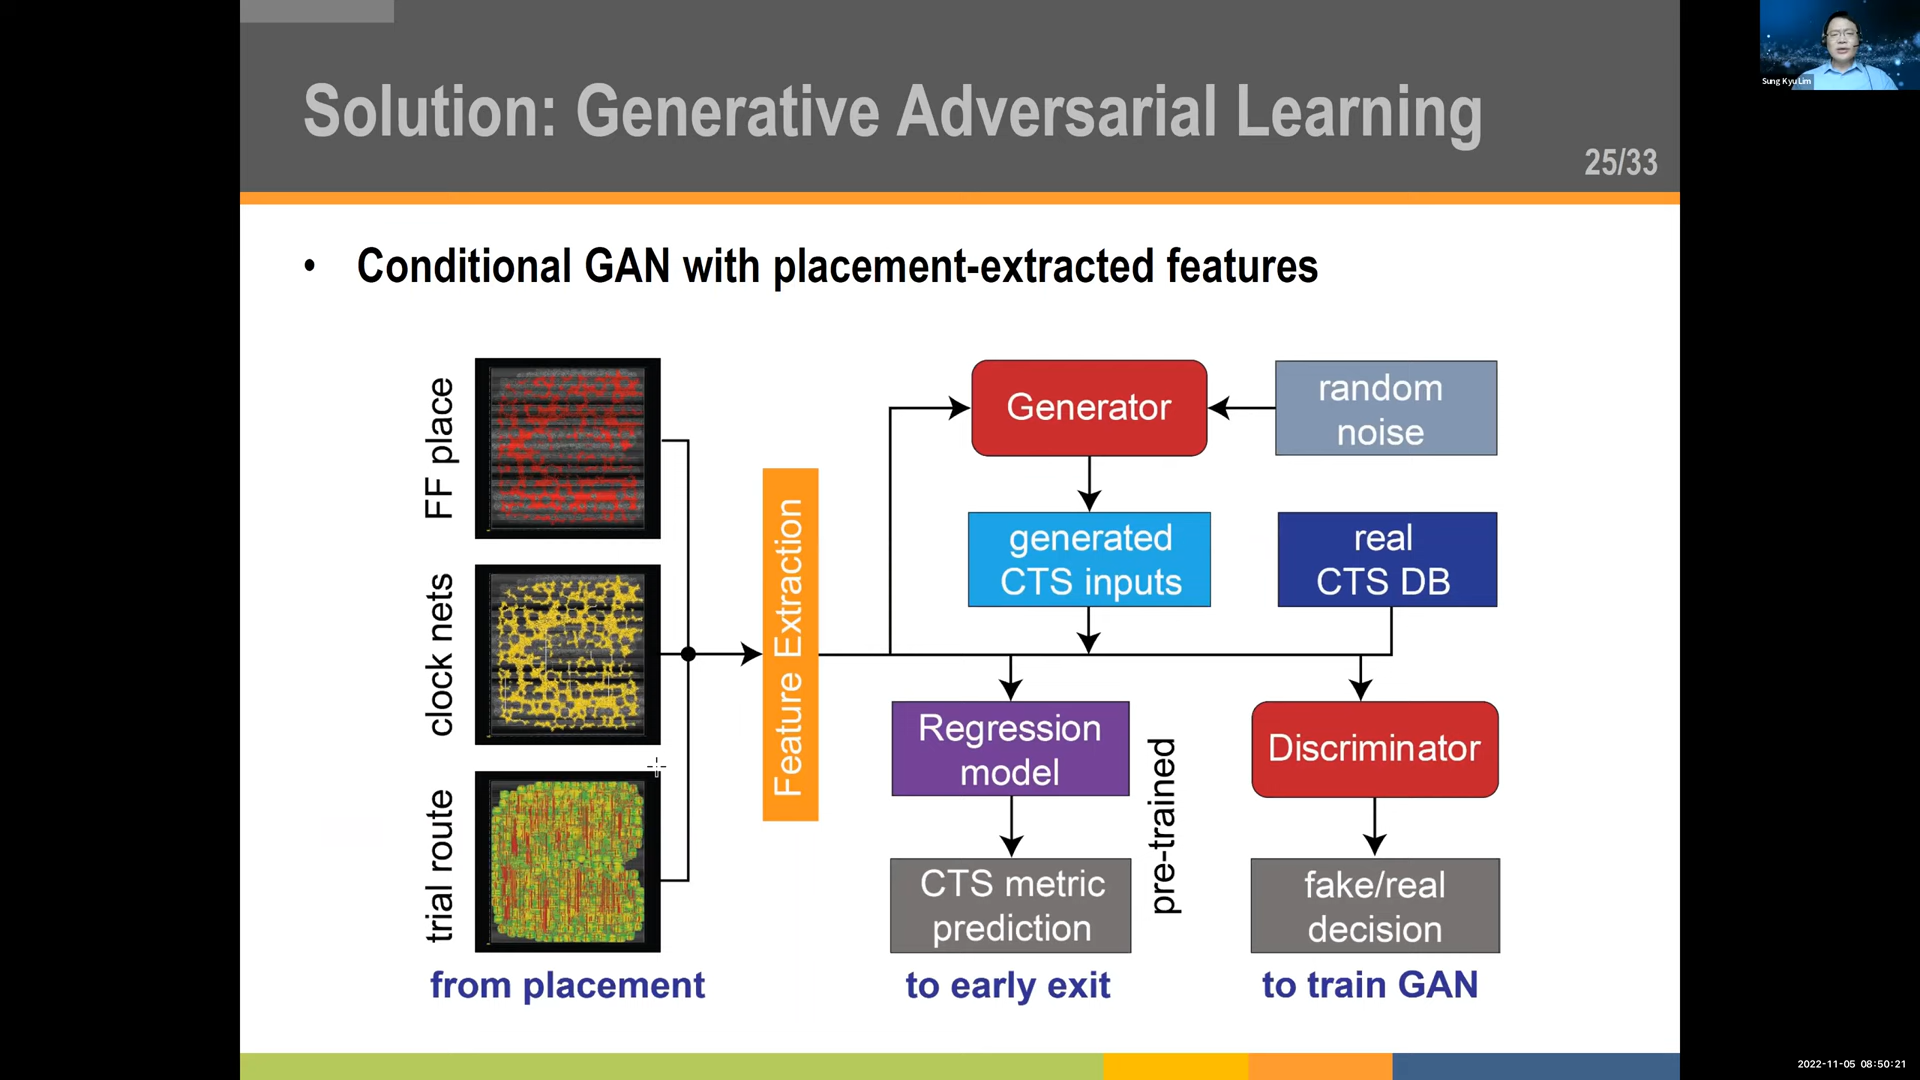 Solution: Generative Adversarial Learning
25/33
Sung Kyu Lim
• Conditional GAN with placement-extracted features
FF place
clock nets
trial route
from placement
Feature Extraction
Generator
random
noise
generated
CTS inputs
real
CTS DB
Regression
model
pre-trained
Discriminator
CTS metric
prediction
fake/real
decision
to early exit
to train GAN
2022-11-05 08:50:21